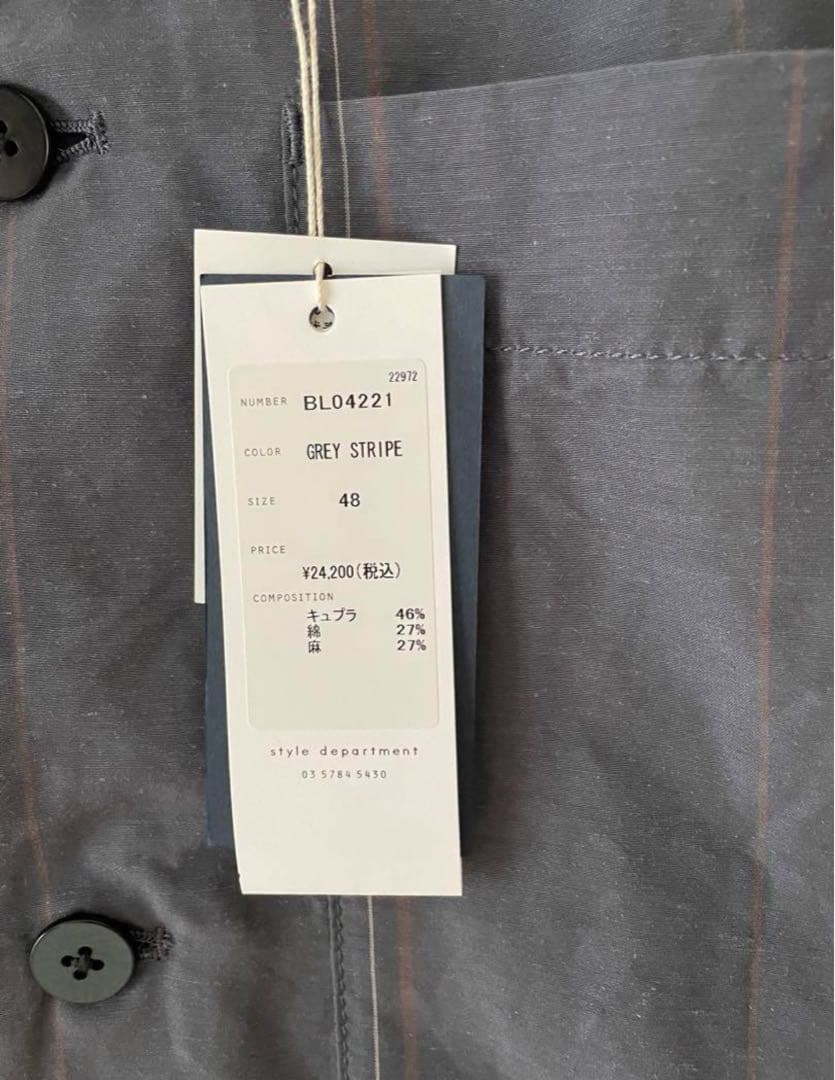 22972
NUMBER BL04221
COLOR GREY STRIPE
SIZE 48
PRICE
¥24,200(税込)
COMPOSITION
キュプラ 46%
綿 27%
麻 27%
style department
03 5784 5430